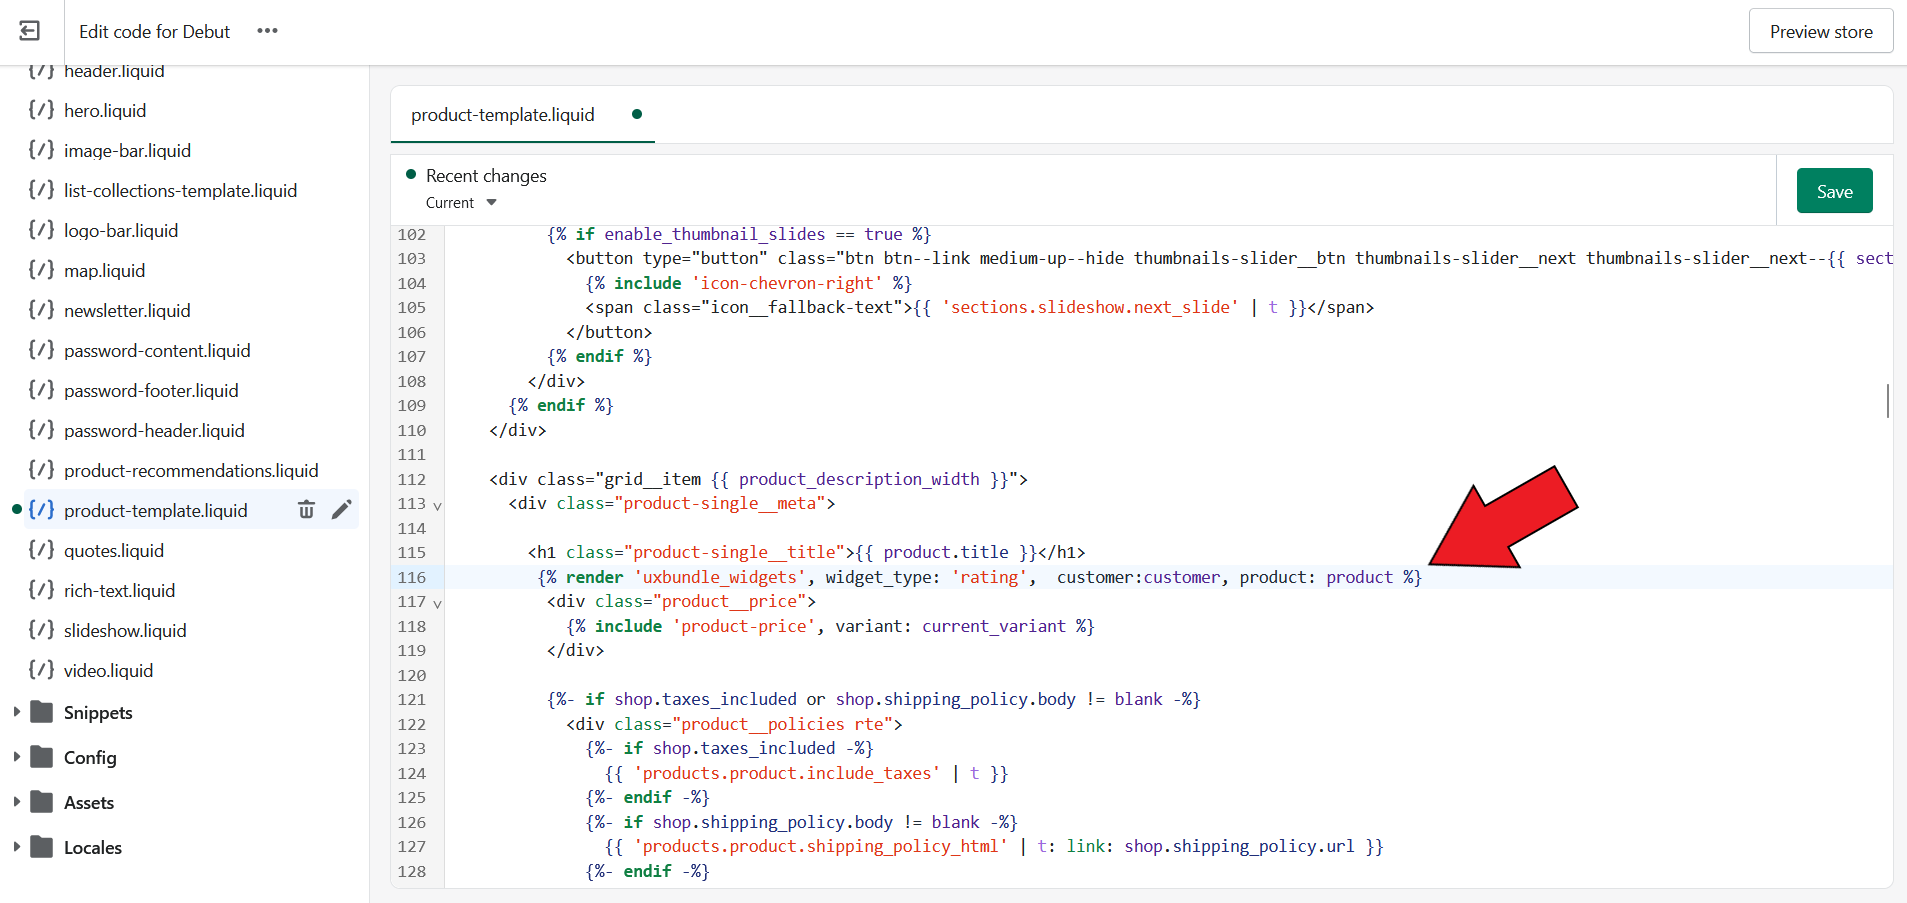 Edit code for Debut •••
Preview store
header.liquid
hero.liquid
image-bar.liquid
list-collections-template.liquid
logo-bar.liquid
map.liquid
newsletter.liquid
password-content.liquid
password-footer.liquid
password-header.liquid
product-recommendations.liquid
product-template.liquid
quotes.liquid
rich-text.liquid
slideshow.liquid
video.liquid
Snippets
Config
Assets
Locales
product-template.liquid
Recent changes
Current
Save
102 {% if enable_thumbnail_slides == true %}
103 <button type="button" class="btn btn--link medium-up--hide thumbnails-slider__btn thumbnails-slider__next thumbnails-slider__next--{{ sect
104 {% include 'icon-chevron-right' %}
105 <span class="icon__fallback-text">{{ 'sections.slideshow.next_slide' | t }}</span>
106 </button>
107 {% endif %}
108 </div>
109 {% endif %}
110 </div>
111
112 <div class="grid__item {{ product_description_width }}">
113 <div class="product-single__meta">
114
115 <h1 class="product-single__title">{{ product.title }}</h1>
116 {% render 'uxbundle_widgets', widget_type: 'rating',  customer:customer, product: product %}
117 <div class="product__price">
118 {% include 'product-price', variant: current_variant %}
119 </div>
120
121 {%- if shop.taxes_included or shop.shipping_policy.body != blank -%}
122 <div class="product__policies rte">
123 {%- if shop.taxes_included -%}
124 {{ 'products.product.include_taxes' | t }}
125 {%- endif -%}
126 {%- if shop.shipping_policy.body != blank -%}
127 {{ 'products.product.shipping_policy_html' | t: link: shop.shipping_policy.url }}
128 {%- endif -%}